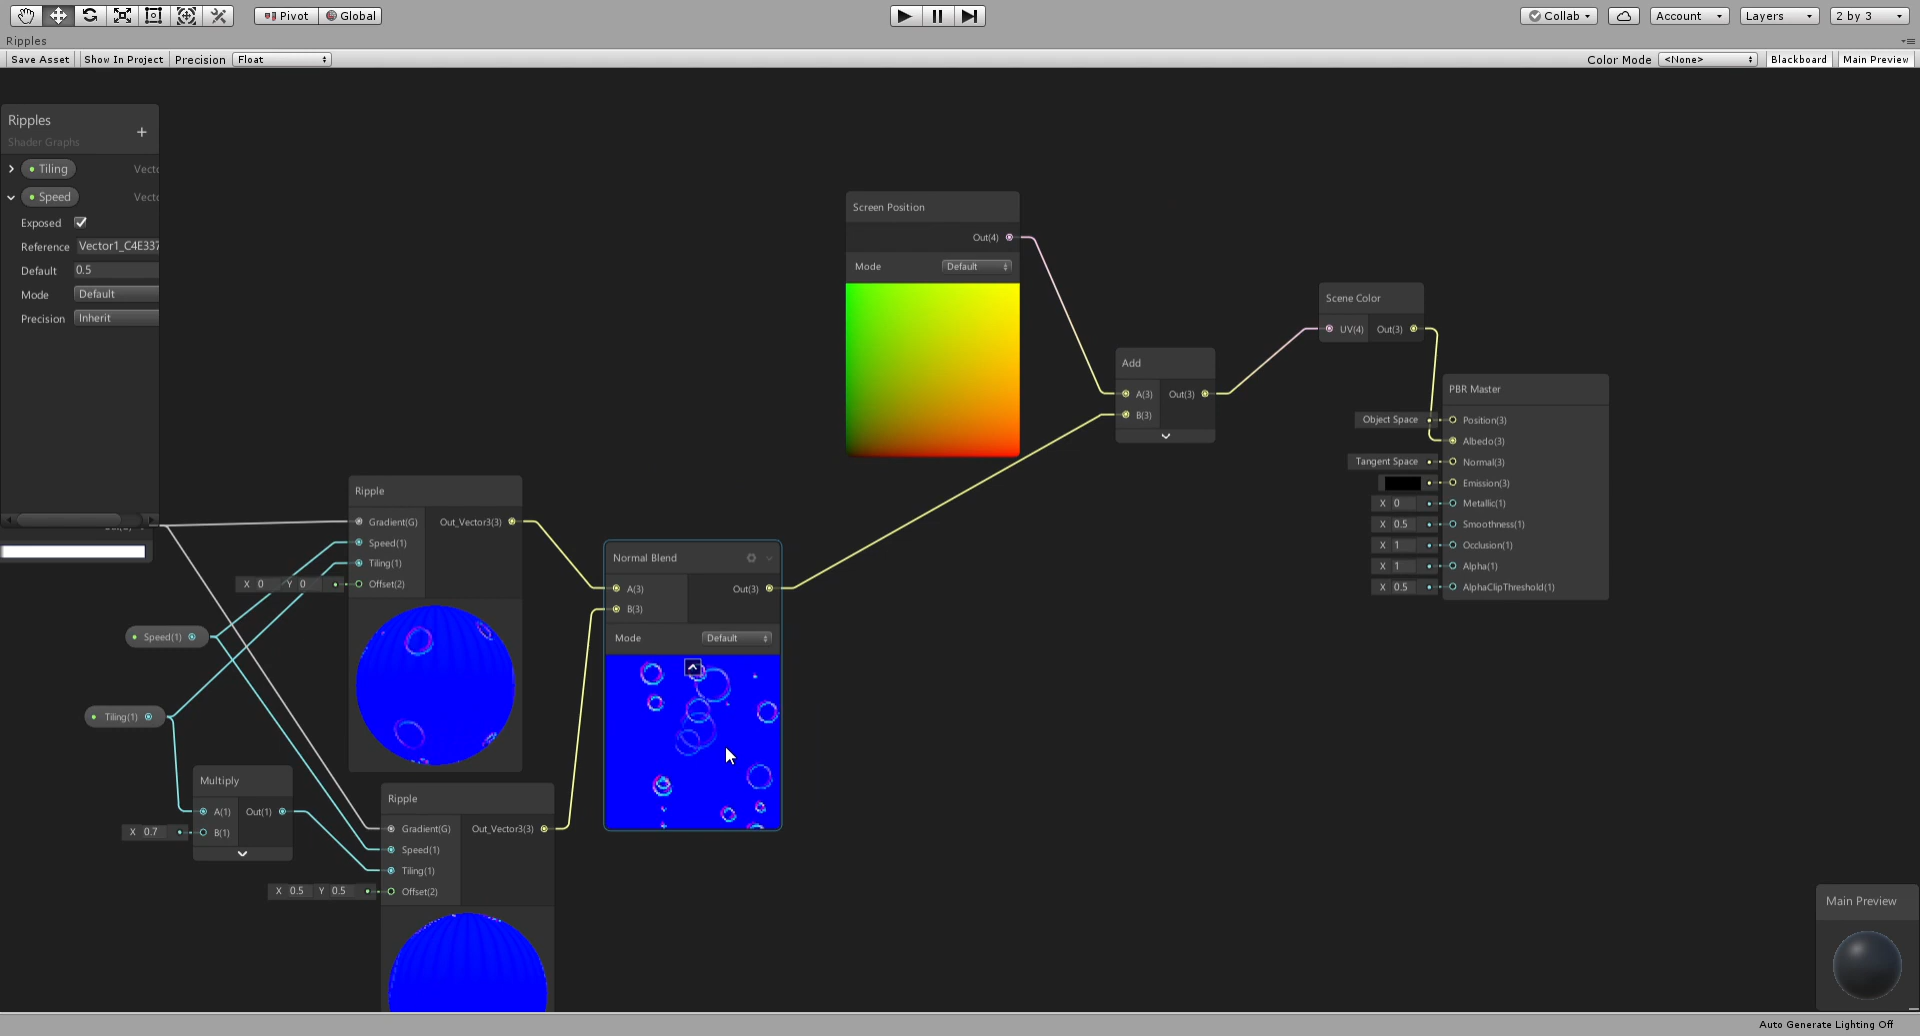 Pivot Global Collab Account Layers 2 by 3
Ripples
Save Asset Show In Project Precision Float Color Mode <None> Blackboard Main Preview
Ripples
Shader Graphs
Tiling Vecto
Speed Vecto
Exposed
Reference Vector1_C4E337
Default 0.5
Mode Default
Precision Inherit
Screen Position
Out(4)
Mode Default
Add
A(3) Out(3)
B(3)
Scene Color
UV(4) Out(3)
PBR Master
Object Space Position(3)
Albedo(3)
Tangent Space Normal(3)
Emission(3)
X 0 Metallic(1)
X 0.5 Smoothness(1)
X 1 Occlusion(1)
X 1 Alpha(1)
X 0.5 AlphaClipThreshold(1)
Ripple
Gradient(G) Out_Vector3(3)
Speed(1)
Tiling(1)
X 0 Y 0 Offset(2)
Normal Blend
A(3) Out(3)
B(3)
Mode Default
Speed(1)
Tiling(1)
Multiply
A(1) Out(1)
X 0.7 B(1)
Ripple
Gradient(G) Out_Vector3(3)
Speed(1)
Tiling(1)
X 0.5 Y 0.5 Offset(2)
Main Preview
Auto Generate Lighting Off